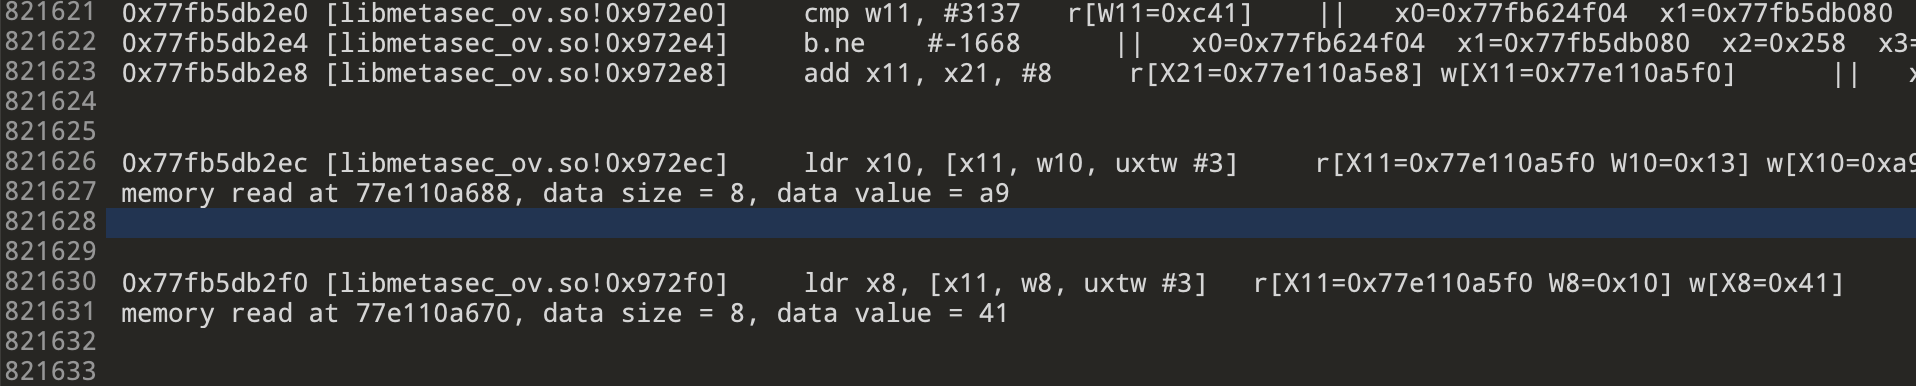 821621 0x77fb5db2e0 [libmetasec_ov.so!0x972e0] cmp w11, #3137 r[W11=0xc41] || x0=0x77fb624f04 x1=0x77fb5db080
821622 0x77fb5db2e4 [libmetasec_ov.so!0x972e4] b.ne #-1668 || x0=0x77fb624f04 x1=0x77fb5db080 x2=0x258 x3=
821623 0x77fb5db2e8 [libmetasec_ov.so!0x972e8] add x11, x21, #8 r[X21=0x77e110a5e8] w[X11=0x77e110a5f0] ||
821624
821625
821626 0x77fb5db2ec [libmetasec_ov.so!0x972ec] ldr x10, [x11, w10, uxtw #3] r[X11=0x77e110a5f0 W10=0x13] w[X10=0xa9
821627 memory read at 77e110a688, data size = 8, data value = a9
821628
821629
821630 0x77fb5db2f0 [libmetasec_ov.so!0x972f0] ldr x8, [x11, w8, uxtw #3] r[X11=0x77e110a5f0 W8=0x10] w[X8=0x41]
821631 memory read at 77e110a670, data size = 8, data value = 41
821632
821633